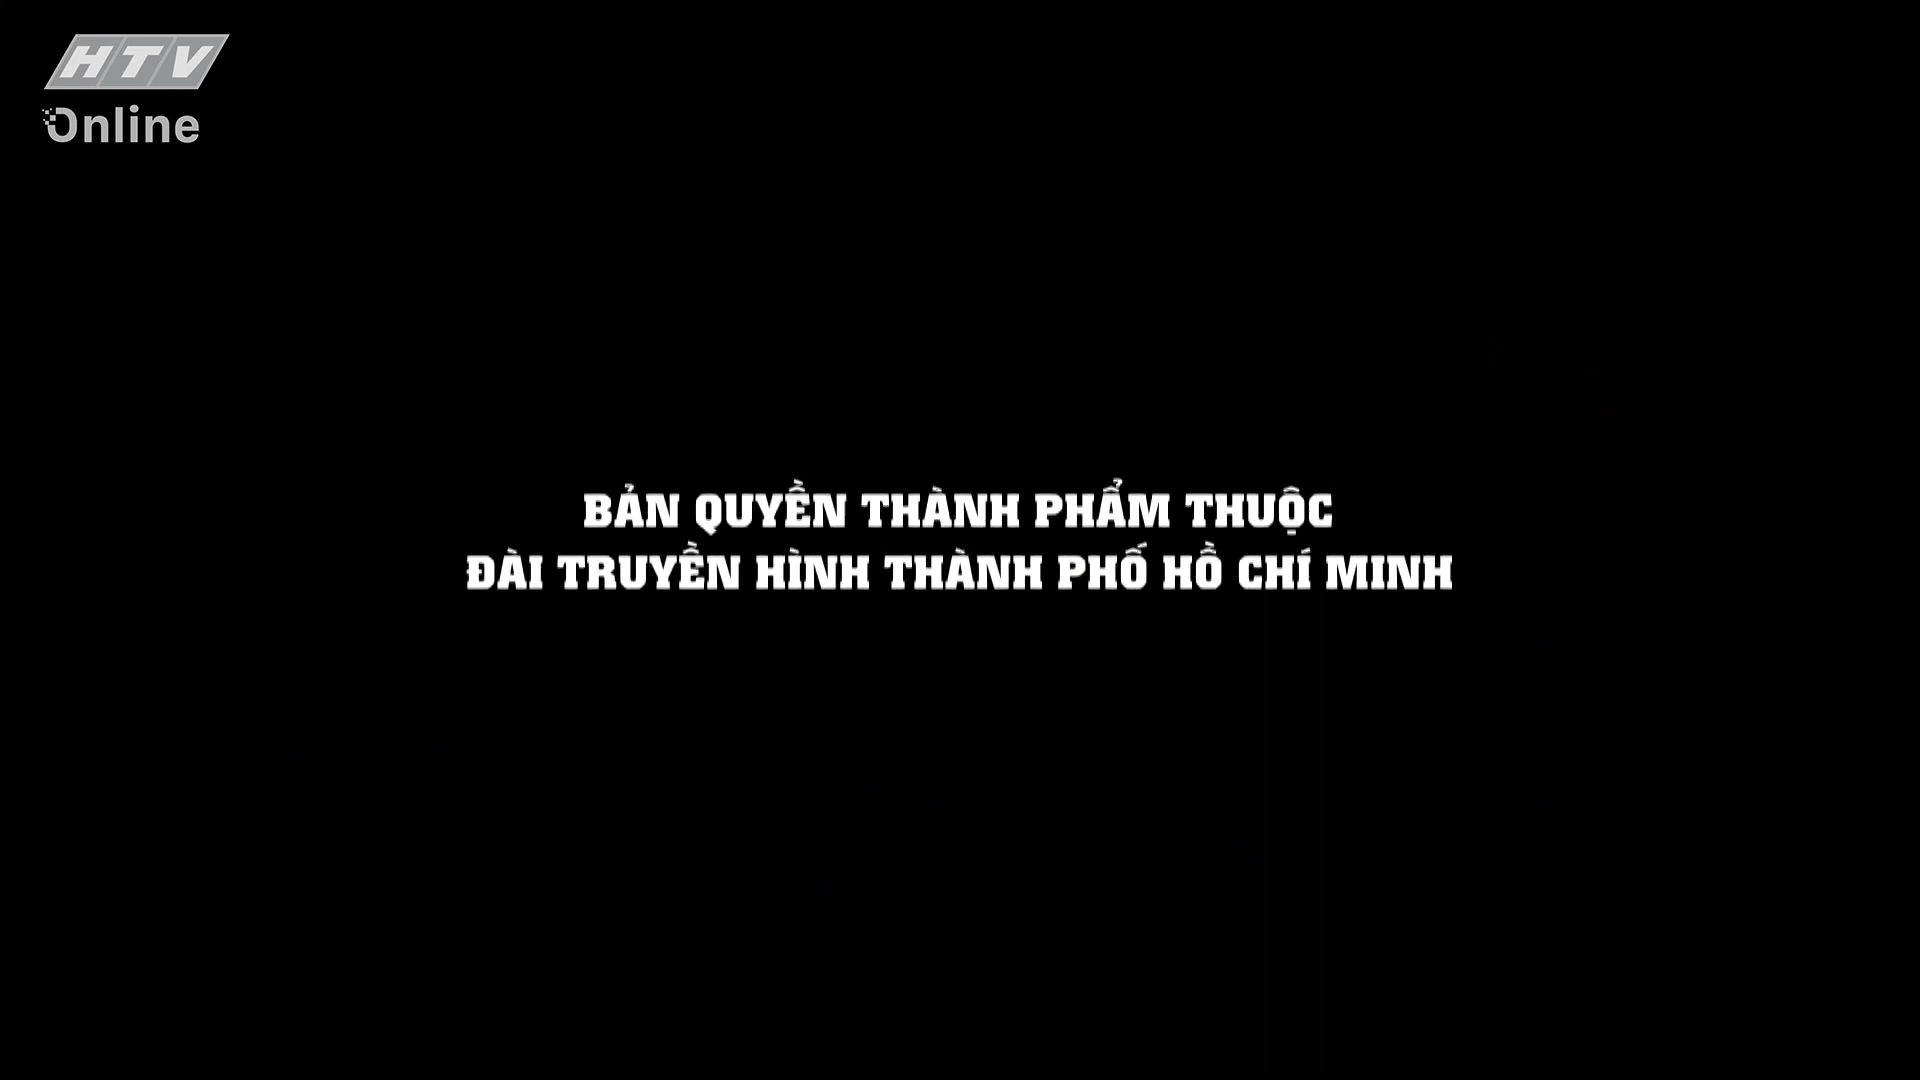 HTV
Online
BẢN QUYỀN THÀNH PHẨM THUỘC
ĐÀI TRUYỀN HÌNH THÀNH PHỐ HỒ CHÍ MINH